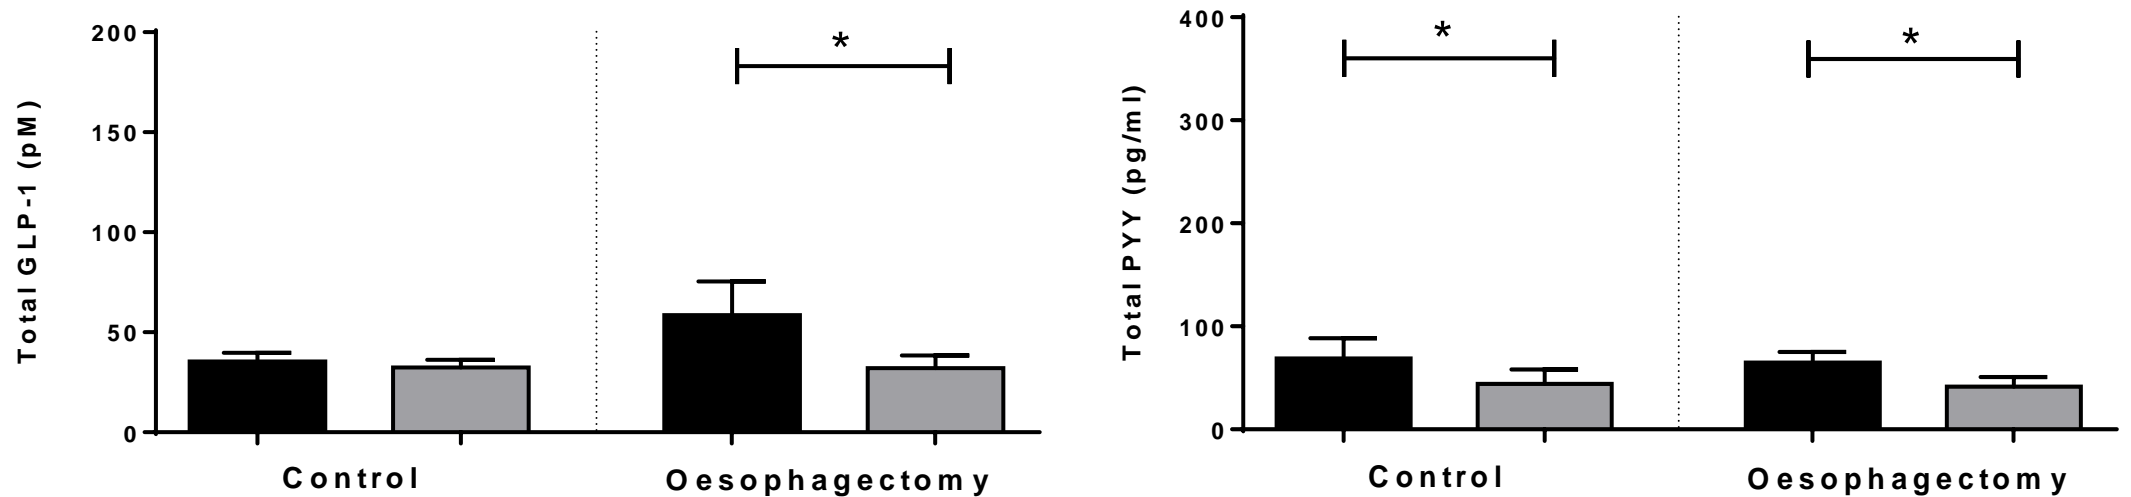 Total GLP-1 (pM)
200
150
100
50
0
*
Control
Oesophagectomy
Total PYY (pg/ml)
400
300
200
100
0
*
*
Control
Oesophagectomy